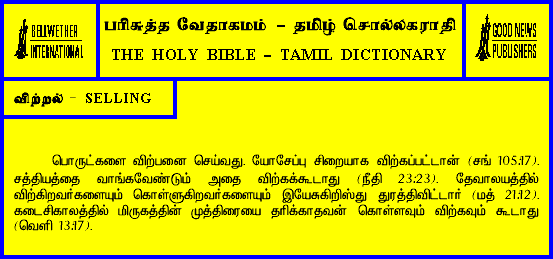 BELLWETHER
INTERNATIONAL
பரிசுத்த வேதாகமம் - தமிழ் சொல்லகராதி
THE HOLY BIBLE - TAMIL DICTIONARY
GOOD NEWS
PUBLISHERS
விற்றல் - SELLING
பொருட்களை விற்பனை செய்வது. யோசேப்பு சிறையாக விற்கப்பட்டான் (சங் 105:17).
சத்தியத்தை வாங்கவேண்டும் அதை விற்கக்கூடாது (நீதி 23:23). தேவாலயத்தில்
விற்கிறவர்களையும் கொள்ளுகிறவர்களையும் இயேசுகிறிஸ்து துரத்திவிட்டார் (மத் 21:12).
கடைசிகாலத்தில் மிருகத்தின் முத்திரையை தரிக்காதவன் கொள்ளவும் விற்கவும் கூடாது
(வெளி 13:17).